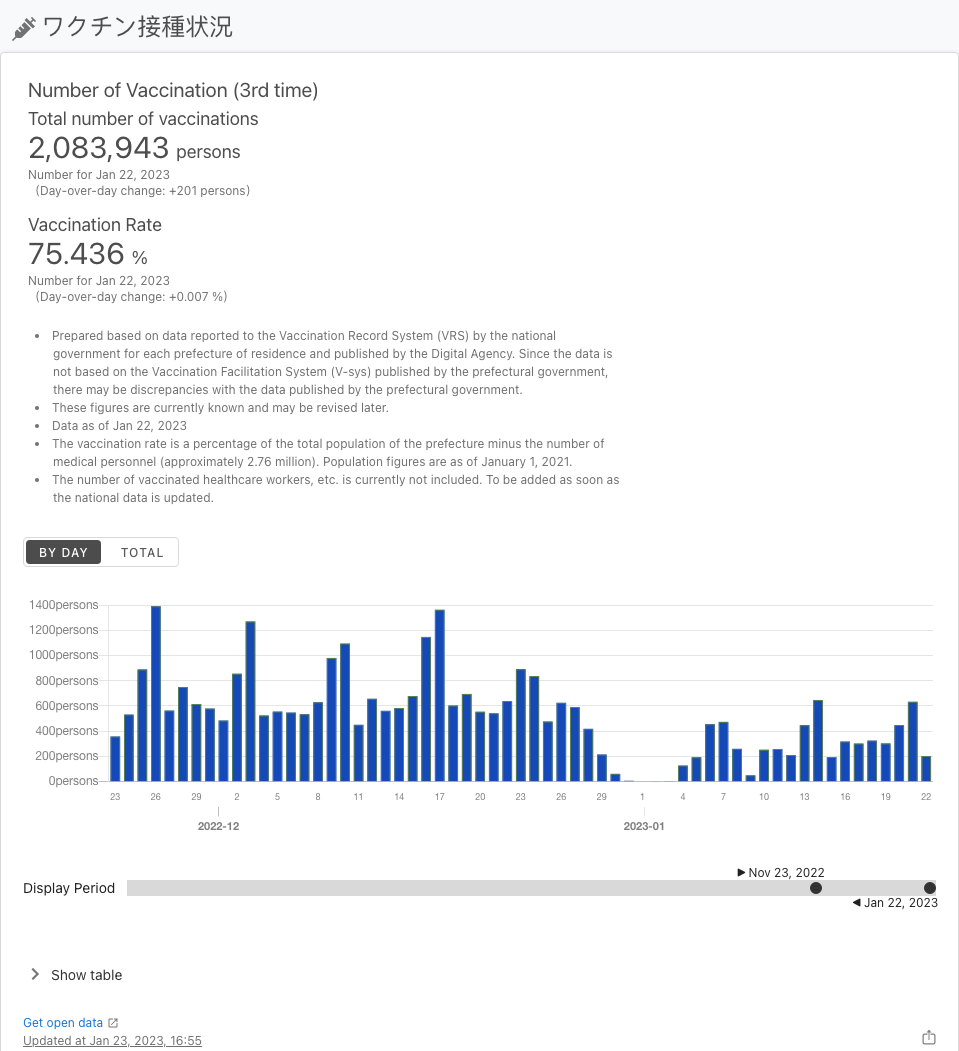 ワクチン接種状況
Number of Vaccination (3rd time)
Total number of vaccinations
2,083,943 persons
Number for Jan 22, 2023
(Day-over-day change: +201 persons)
Vaccination Rate
75.436 %
Number for Jan 22, 2023
(Day-over-day change: +0.007 %)
• Prepared based on data reported to the Vaccination Record System (VRS) by the national
government for each prefecture of residence and published by the Digital Agency. Since the data is
not based on the Vaccination Facilitation System (V-sys) published by the prefectural government,
there may be discrepancies with the data published by the prefectural government.
• These figures are currently known and may be revised later.
• Data as of Jan 22, 2023
• The vaccination rate is a percentage of the total population of the prefecture minus the number of
medical personnel (approximately 2.76 million). Population figures are as of January 1, 2021.
• The number of vaccinated healthcare workers, etc. is currently not included. To be added as soon as
the national data is updated.
BY DAY TOTAL
1400persons
1200persons
1000persons
800persons
600persons
400persons
200persons
0persons
23 26 29 2 5 8 11 14 17 20 23 26 29 1 4 7 10 13 16 19 22
2022-12 2023-01
Nov 23, 2022
Display Period
Jan 22, 2023
Show table
Get open data
Updated at Jan 23, 2023, 16:55